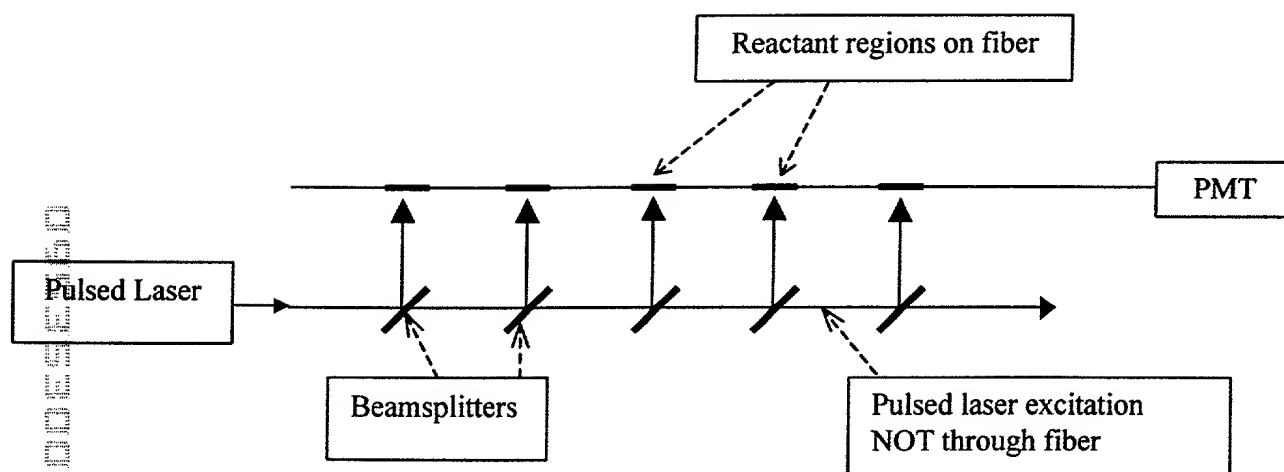 Reactant regions on fiber
PMT
Pulsed Laser
Beamsplitters
Pulsed laser excitation
NOT through fiber